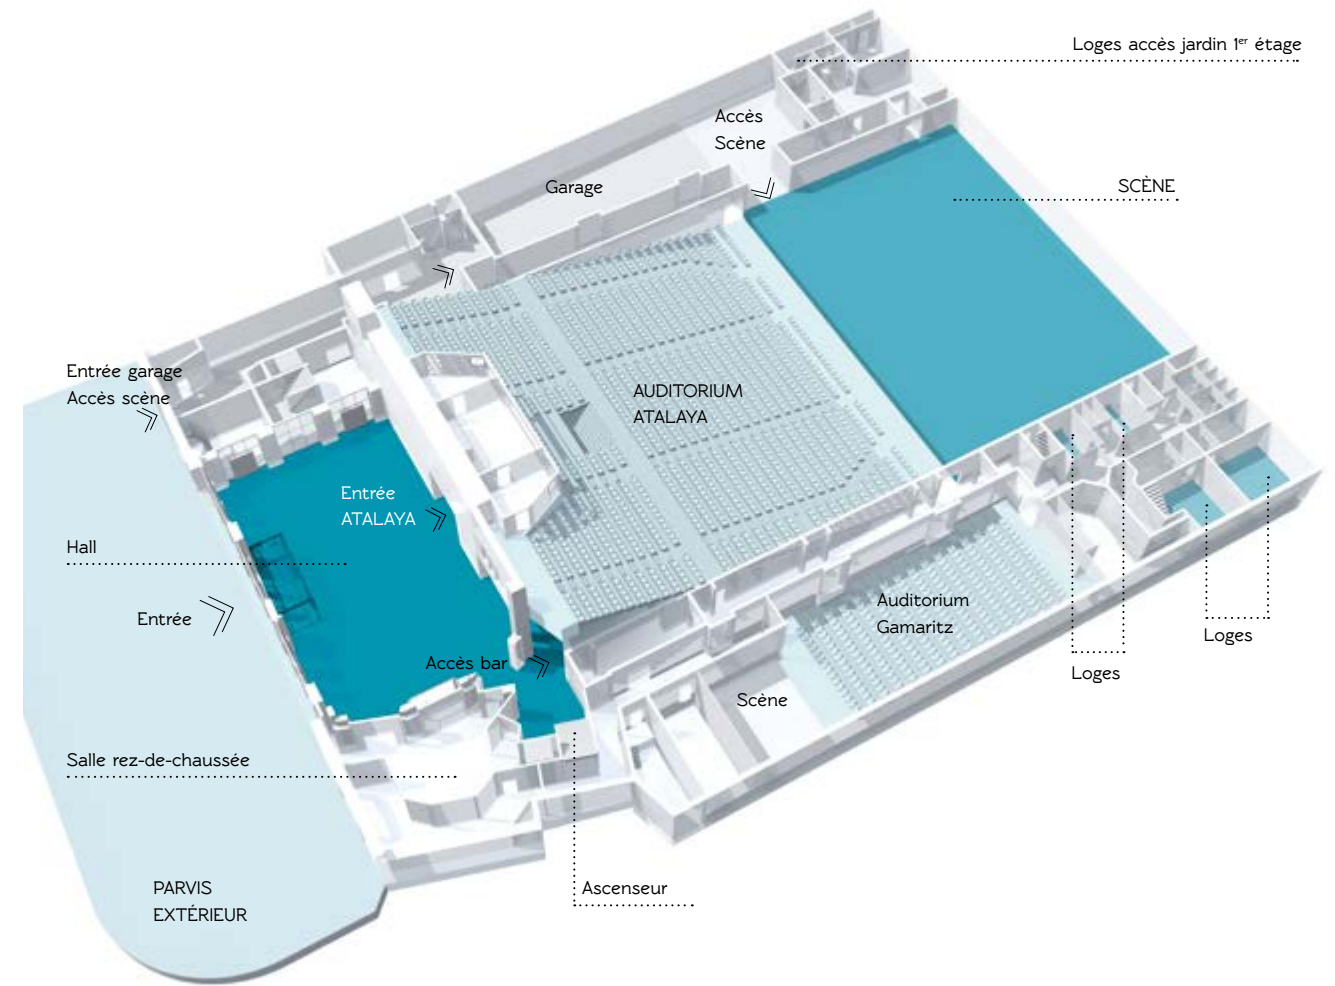 Loges accès jardin 1er étage
Accès
Scène
Garage
SCÈNE
Entrée garage
Accès scène
AUDITORIUM
ATALAYA
Entrée
ATALAYA
Hall
Entrée
Auditorium
Gamaritz
Loges
Accès bar
Loges
Scène
Salle rez-de-chaussée
PARVIS
EXTÉRIEUR
Ascenseur